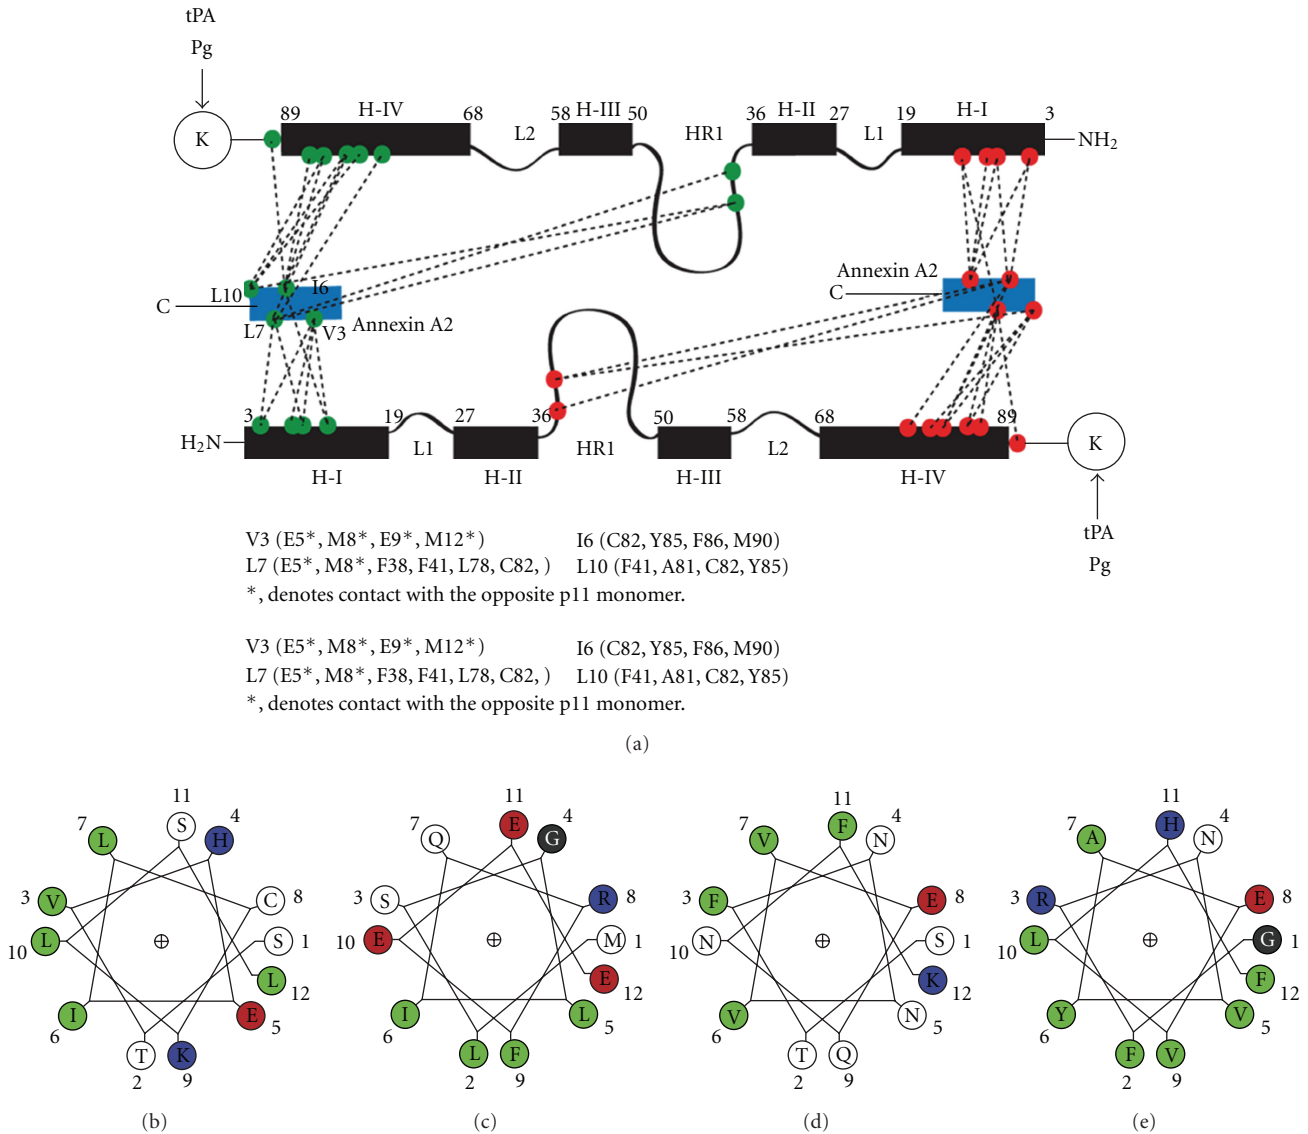 tPA
Pg
K
89 H-IV 68 L2 58 H-III 50 HR1 36 H-II 27 L1 19 H-I 3
NH2
C L10 I6
L7 V3 Annexin A2
Annexin A2
C
3 19 27 36 50 58 68 89
H2N L1 HR1 L2 K
H-I H-II H-III H-IV
tPA
Pg
V3 (E5*, M8*, E9*, M12*) I6 (C82, Y85, F86, M90)
L7 (E5*, M8*, F38, F41, L78, C82, ) L10 (F41, A81, C82, Y85)
*, denotes contact with the opposite p11 monomer.
V3 (E5*, M8*, E9*, M12*) I6 (C82, Y85, F86, M90)
L7 (E5*, M8*, F38, F41, L78, C82, ) L10 (F41, A81, C82, Y85)
*, denotes contact with the opposite p11 monomer.
(a)
11 4
7 L S H
3 V C 8
10 L S 1
L 12
6 I E 5
T K
2 9
(b)
11 4
7 Q E G
3 S R 8
10 E M 1
E 12
6 I L 5
L F
2 9
(c)
11 4
7 V F N
3 F E 8
10 N S 1
K 12
6 V N 5
T Q
2 9
(d)
11 4
7 A H N
3 R E 8
10 L G 1
F 12
6 Y V 5
F V
2 9
(e)